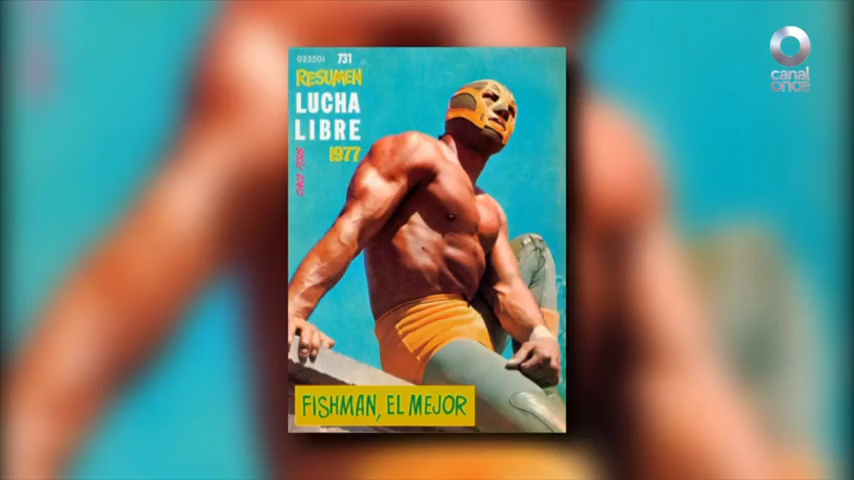 canal
once
023501 731
RESUMEN
LUCHA
LIBRE
1977
FISHMAN, EL MEJOR